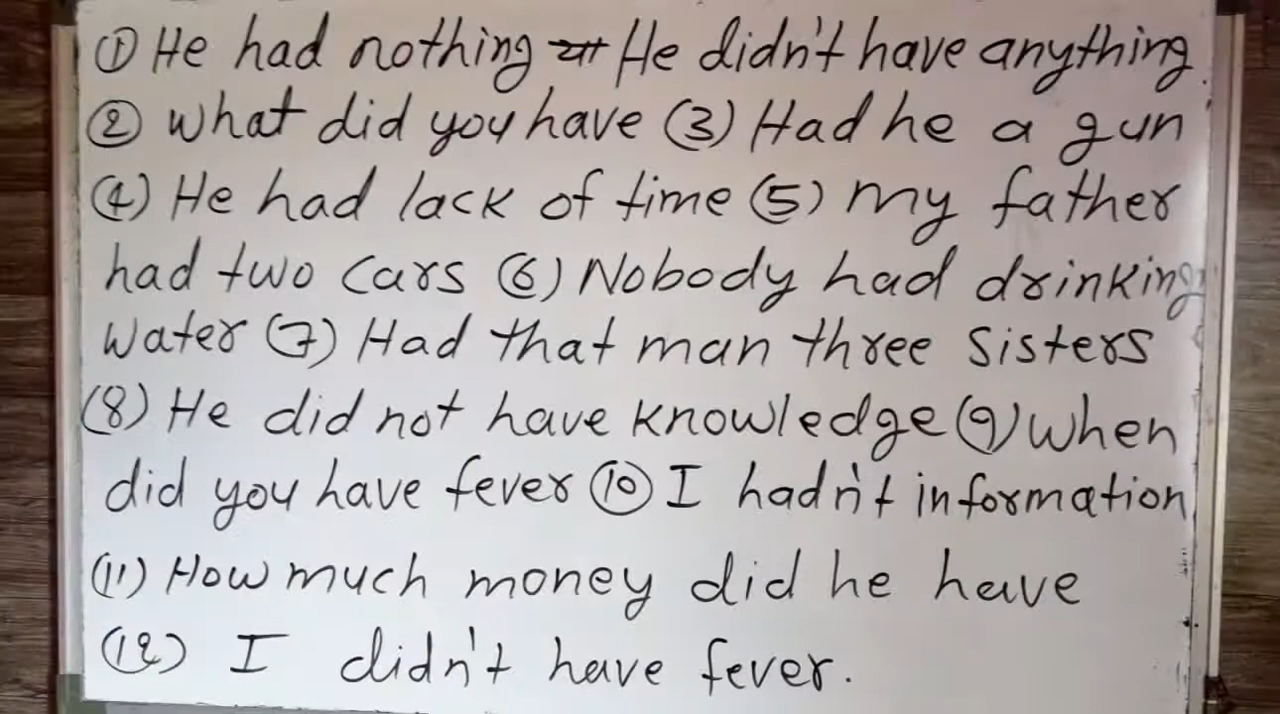 ① He had nothing या He didn't have anything.
② what did you have (3) Had he a gun
(4) He had lack of time (5) my father
had two cars (6) Nobody had drinking
water (7) Had that man three sisters
(8) He did not have knowledge (9) when
did you have fever ⑩ I hadn't information
(11) How much money did he have
(12) I didn't have fever.